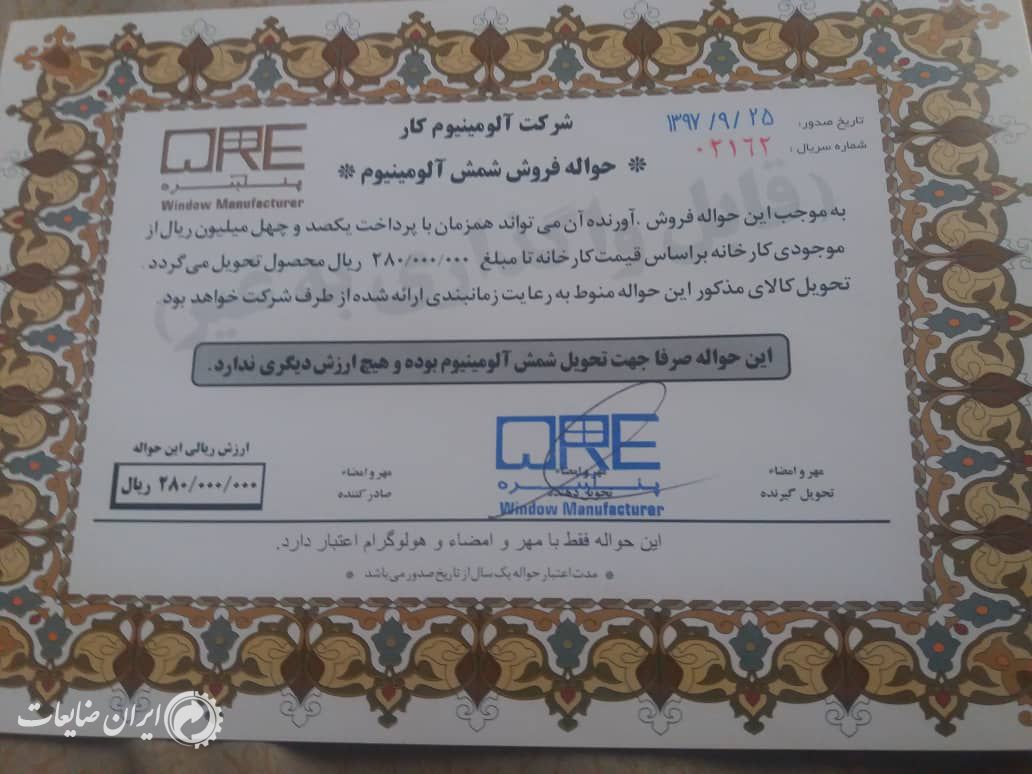 تاریخ صدور: ۱۳۹۷/۹/۲۵
شماره سریال: ۰۲۱۶۲
شرکت آلومینیوم کار
* حواله فروش شمش آلومینیوم *
WRE
پنلپنره
Window Manufacturer
به موجب این حواله فروش .آورنده آن می تواند همزمان با پرداخت یکصد و چهل میلیون ریال از
موجودی کارخانه براساس قیمت کارخانه تا مبلغ ۲۸۰/۰۰۰/۰۰۰ ریال محصول تحویل می گردد .
تحویل کالای مذکور این حواله منوط به رعایت زمانبندی ارائه شده از طرف شرکت خواهد بود.
این حواله صرفا جهت تحویل شمش آلومینیوم بوده و هیچ ارزش دیگری ندارد.
مهر و امضاء
تحویل گیرنده
مهر و امضاء
تحویل دهنده
WRE
Window Manufacturer
مهر و امضاء
صادر کننده
ارزش ریالی این حواله
۲۸۰/۰۰۰/۰۰۰ ریال
این حواله فقط با مهر و امضاء و هولوگرام اعتبار دارد.
مدت اعتبار حواله یک سال از تاریخ صدور می باشد
ایران ضایعات